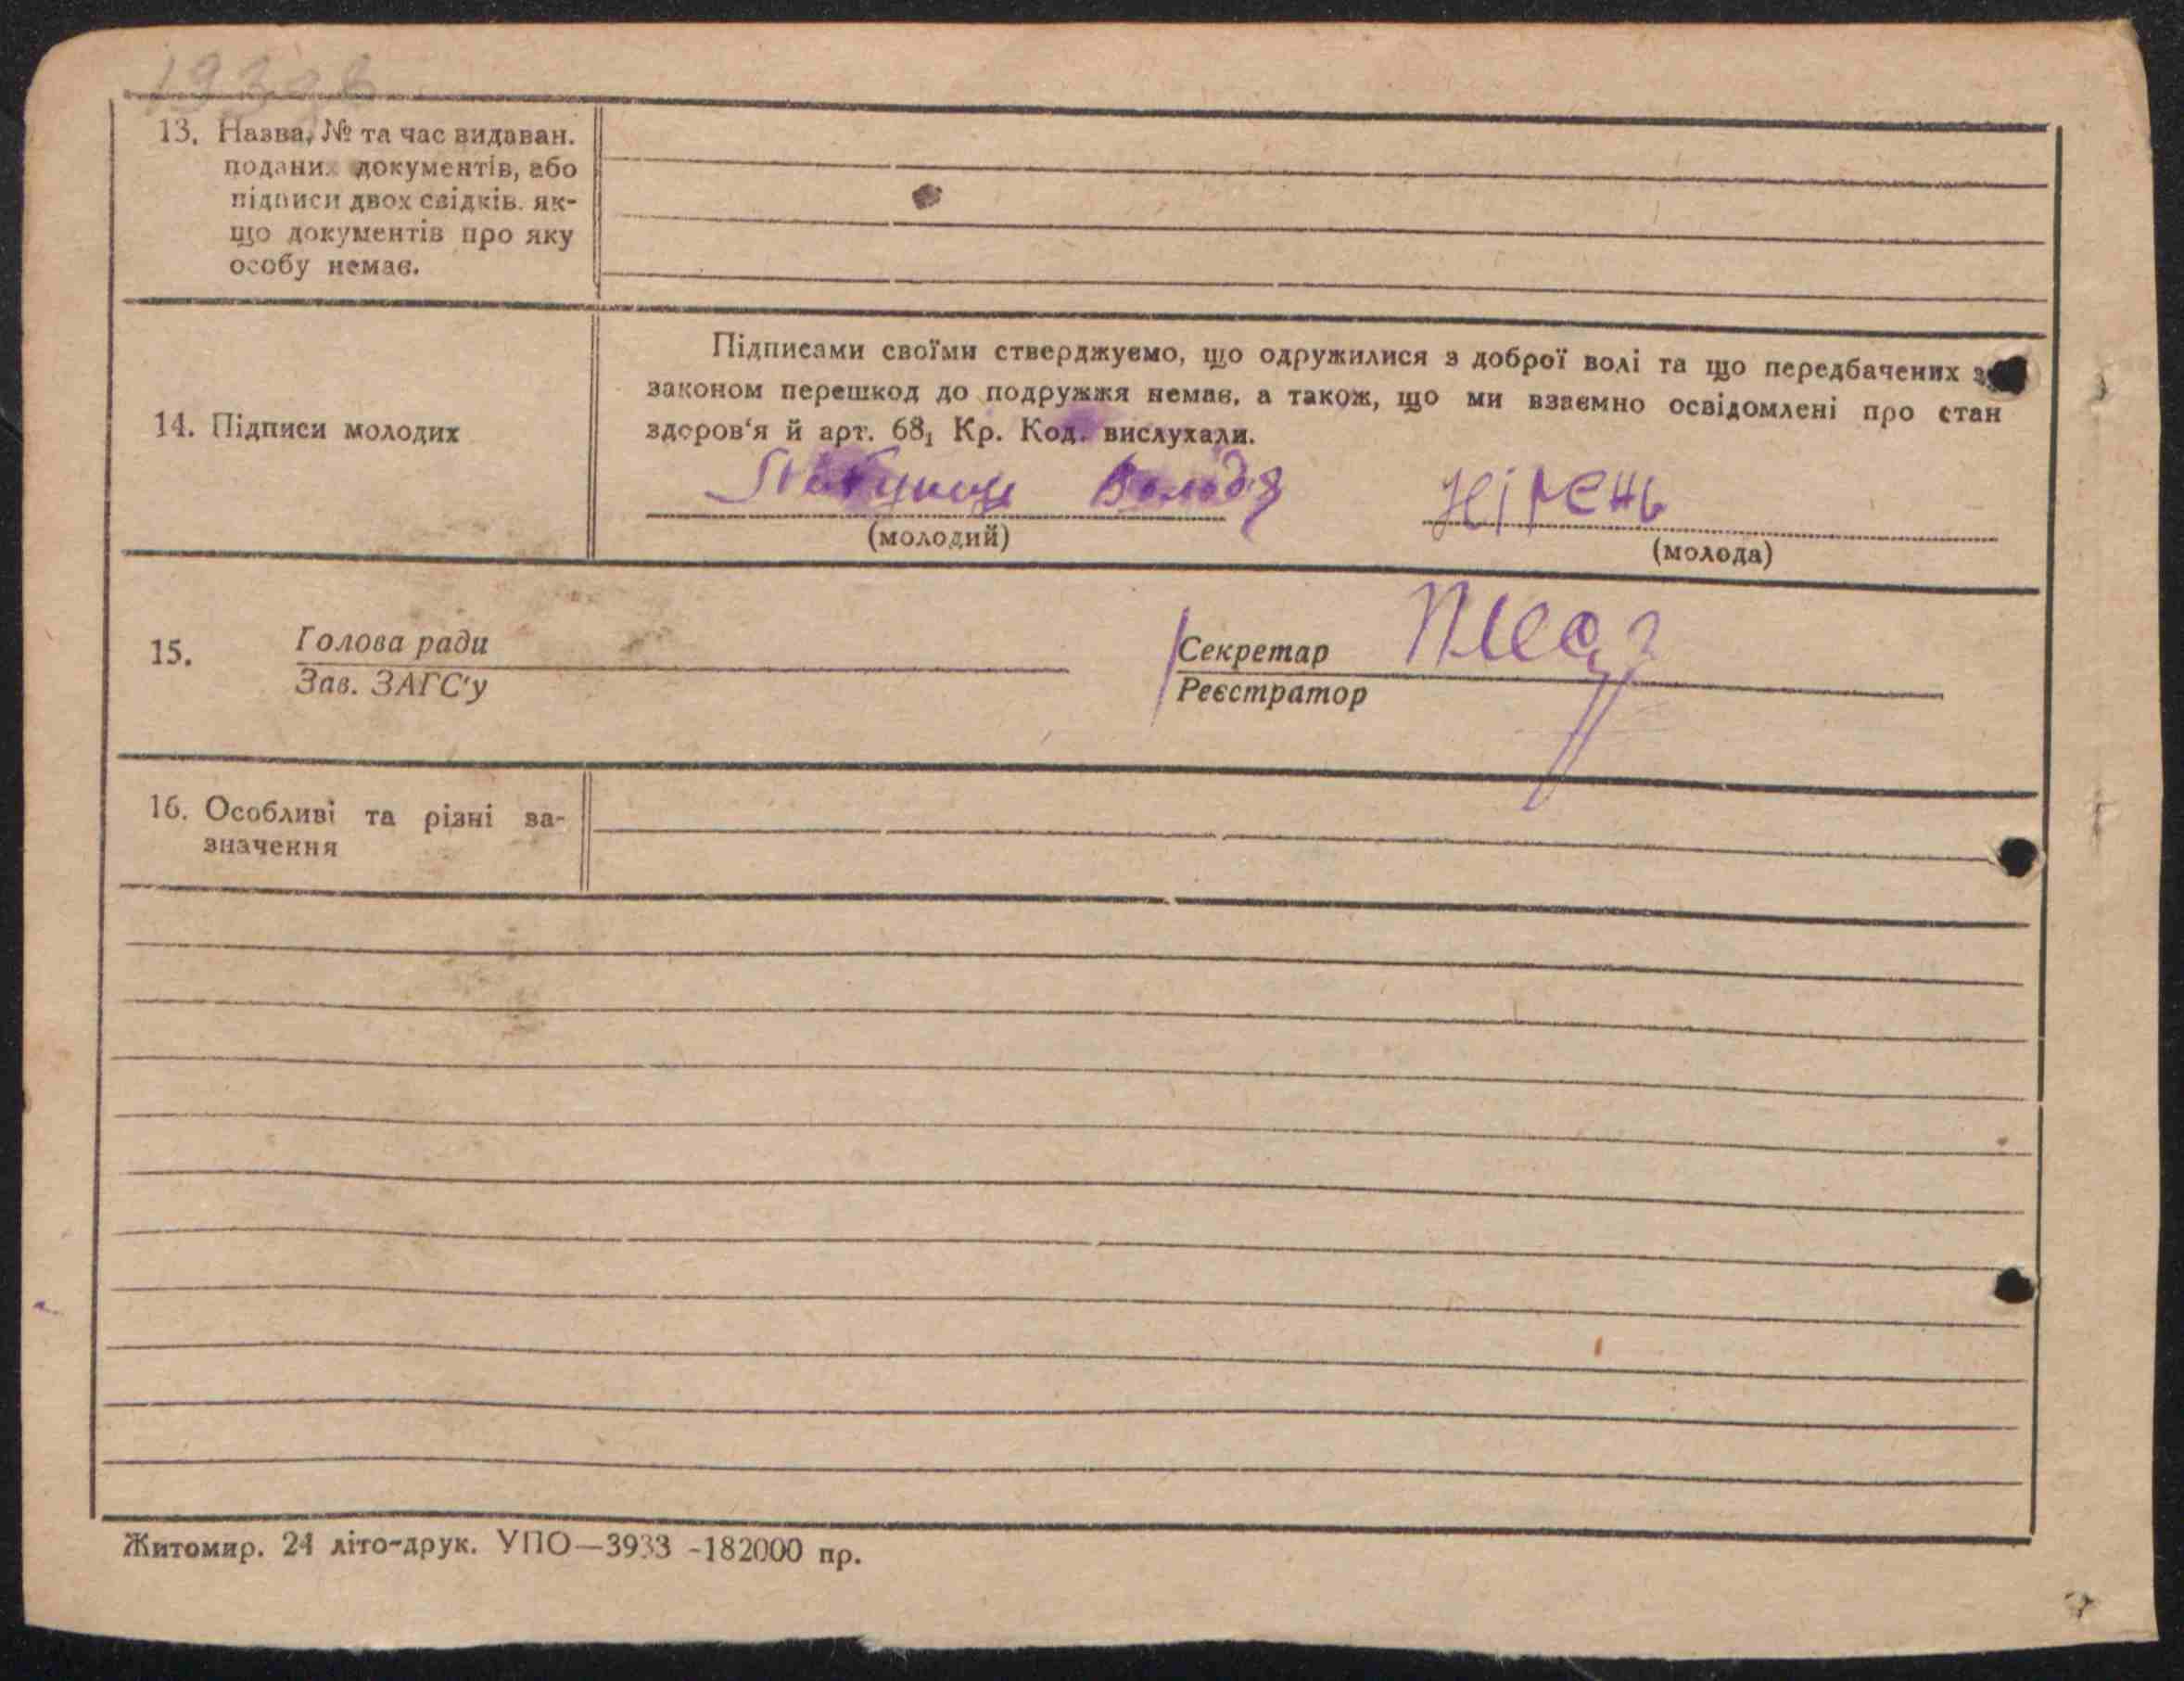 13. Назва, № та час видаван.
поданих документів, або
підписи двох свідків. як-
що документів про яку
особу немає.
Підписами своїми стверджуємо, що одружилися з доброї волі та що передбачених
законом перешкод до подружжя немає, а також, що ми взаємно освідомлені про стан
14. Підписи молодих
здоров'я й арт. 68₁ Кр. Код. вислухали.
Володя
(молодий)
(молода)
15.
Голова ради
Зав. ЗАГС'у
Секретар
Реєстратор
16. Особливі та різні за-
значення
Житомир. 24 літо-друк. УПО—3933 -182000 пр.